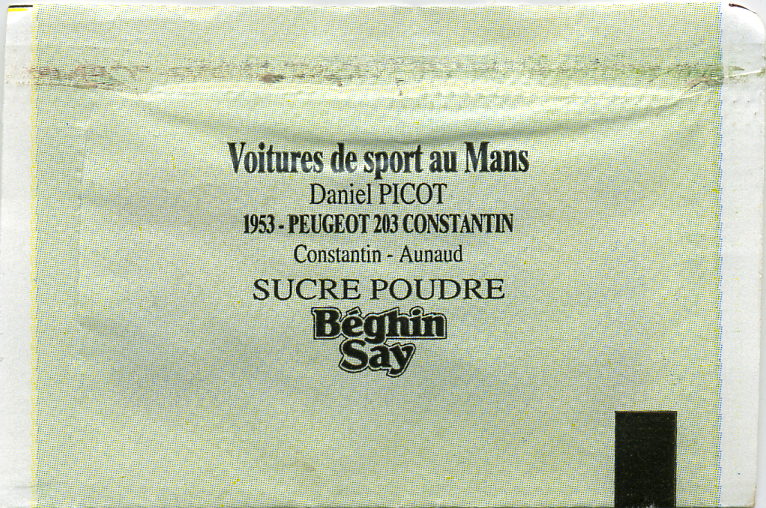 Voitures de sport au Mans
Daniel PICOT
1953 - PEUGEOT 203 CONSTANTIN
Constantin - Aunaud
SUCRE POUDRE
Béghin
Say